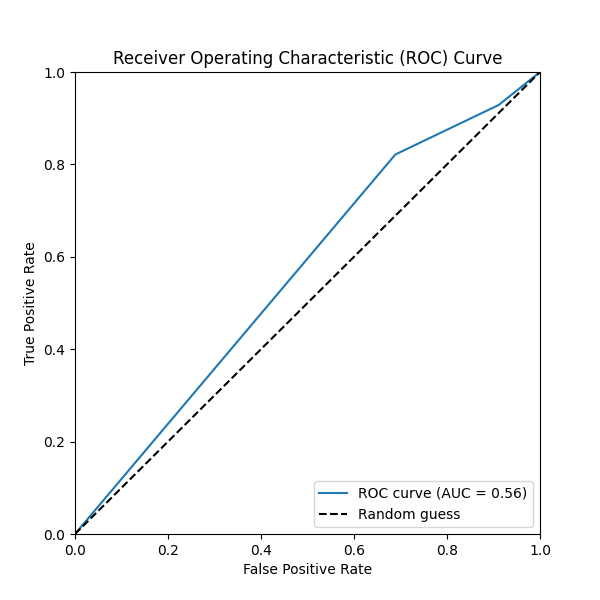 Receiver Operating Characteristic (ROC) Curve
True Positive Rate
1.0
0.8
0.6
0.4
0.2
0.0
ROC curve (AUC = 0.56)
Random guess
0.0 0.2 0.4 0.6 0.8 1.0
False Positive Rate